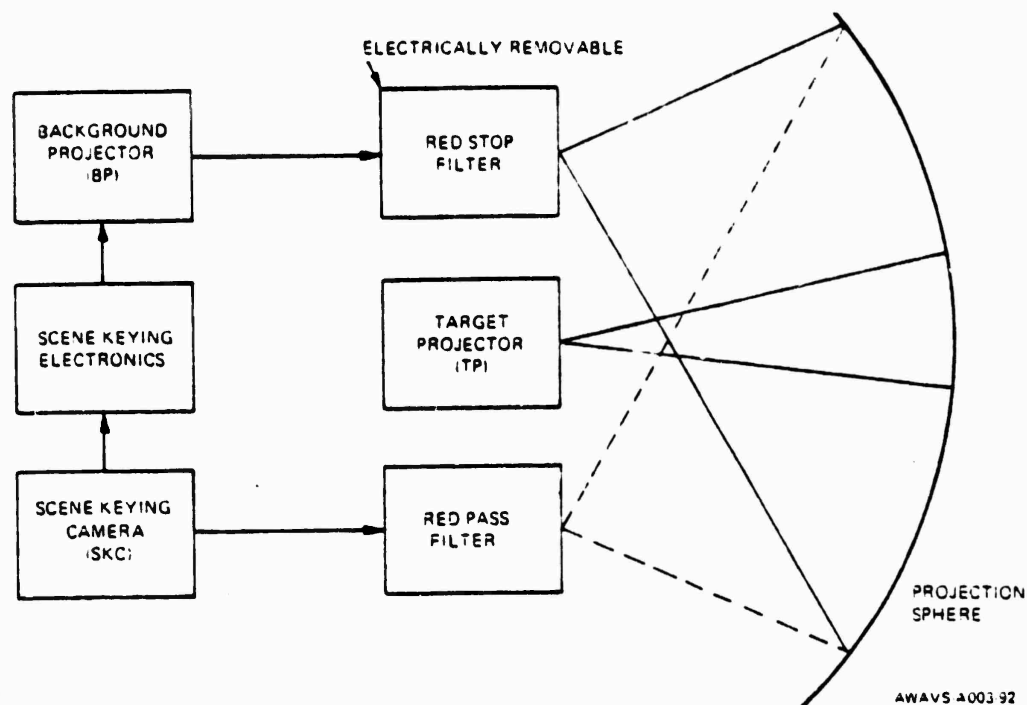 ELECTRICALLY REMOVABLE
BACKGROUND
PROJECTOR
(BP)
RED STOP
FILTER
SCENE KEYING
ELECTRONICS
TARGET
PROJECTOR
(TP)
SCENE KEYING
CAMERA
(SKC)
RED PASS
FILTER
PROJECTION
SPHERE
AWAVS A003-92